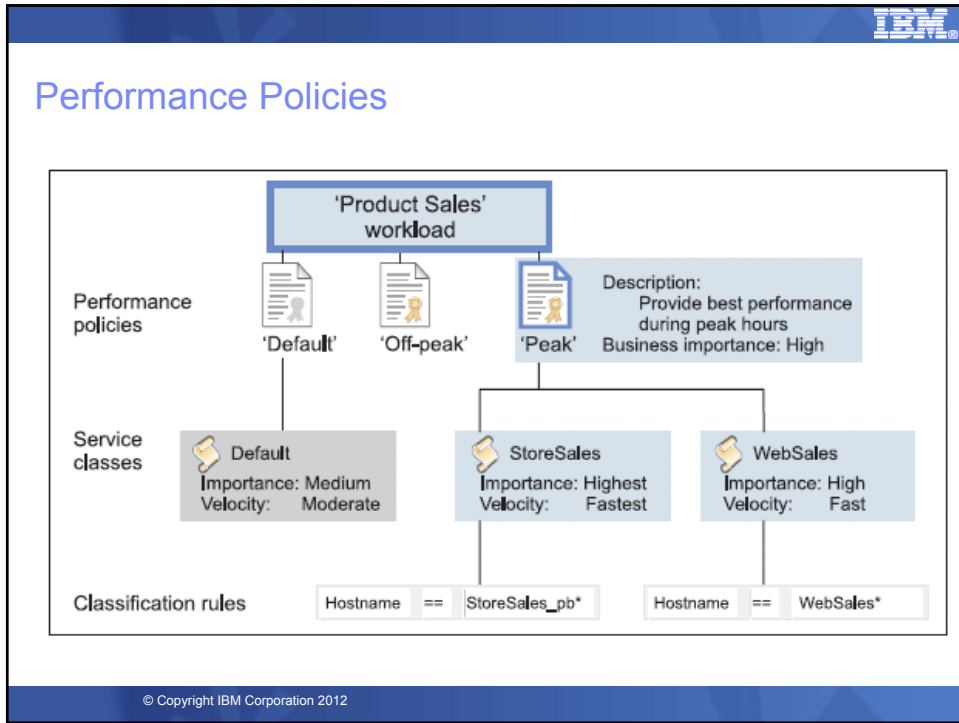 IBM®
Performance Policies
'Product Sales'
workload
Performance
policies
'Default'
'Off-peak'
'Peak'
Description:
Provide best performance
during peak hours
Business importance: High
Service
classes
Default
Importance: Medium
Velocity: Moderate
StoreSales
Importance: Highest
Velocity: Fastest
WebSales
Importance: High
Velocity: Fast
Classification rules
Hostname == StoreSales_pb*
Hostname == WebSales*
© Copyright IBM Corporation 2012